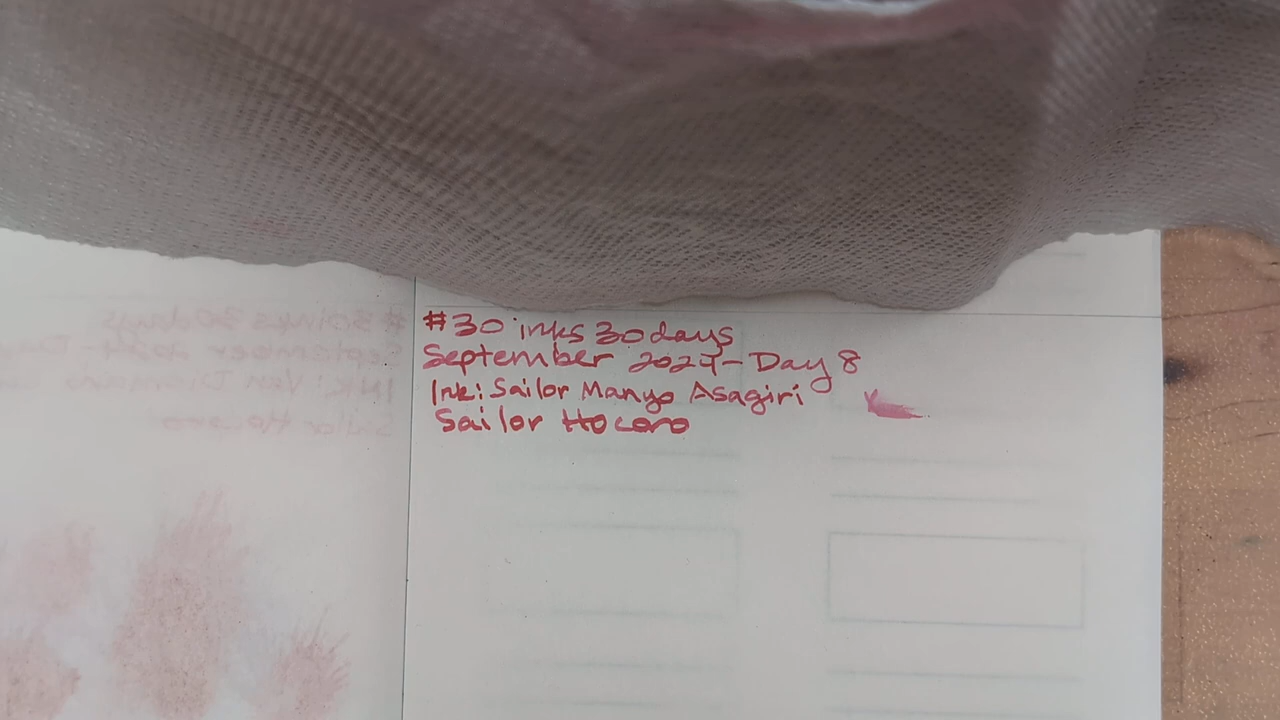 #30 inks 30 days
September 2024 - Day 8
Ink: Sailor Manyo Asagiri
Sailor Hocoro